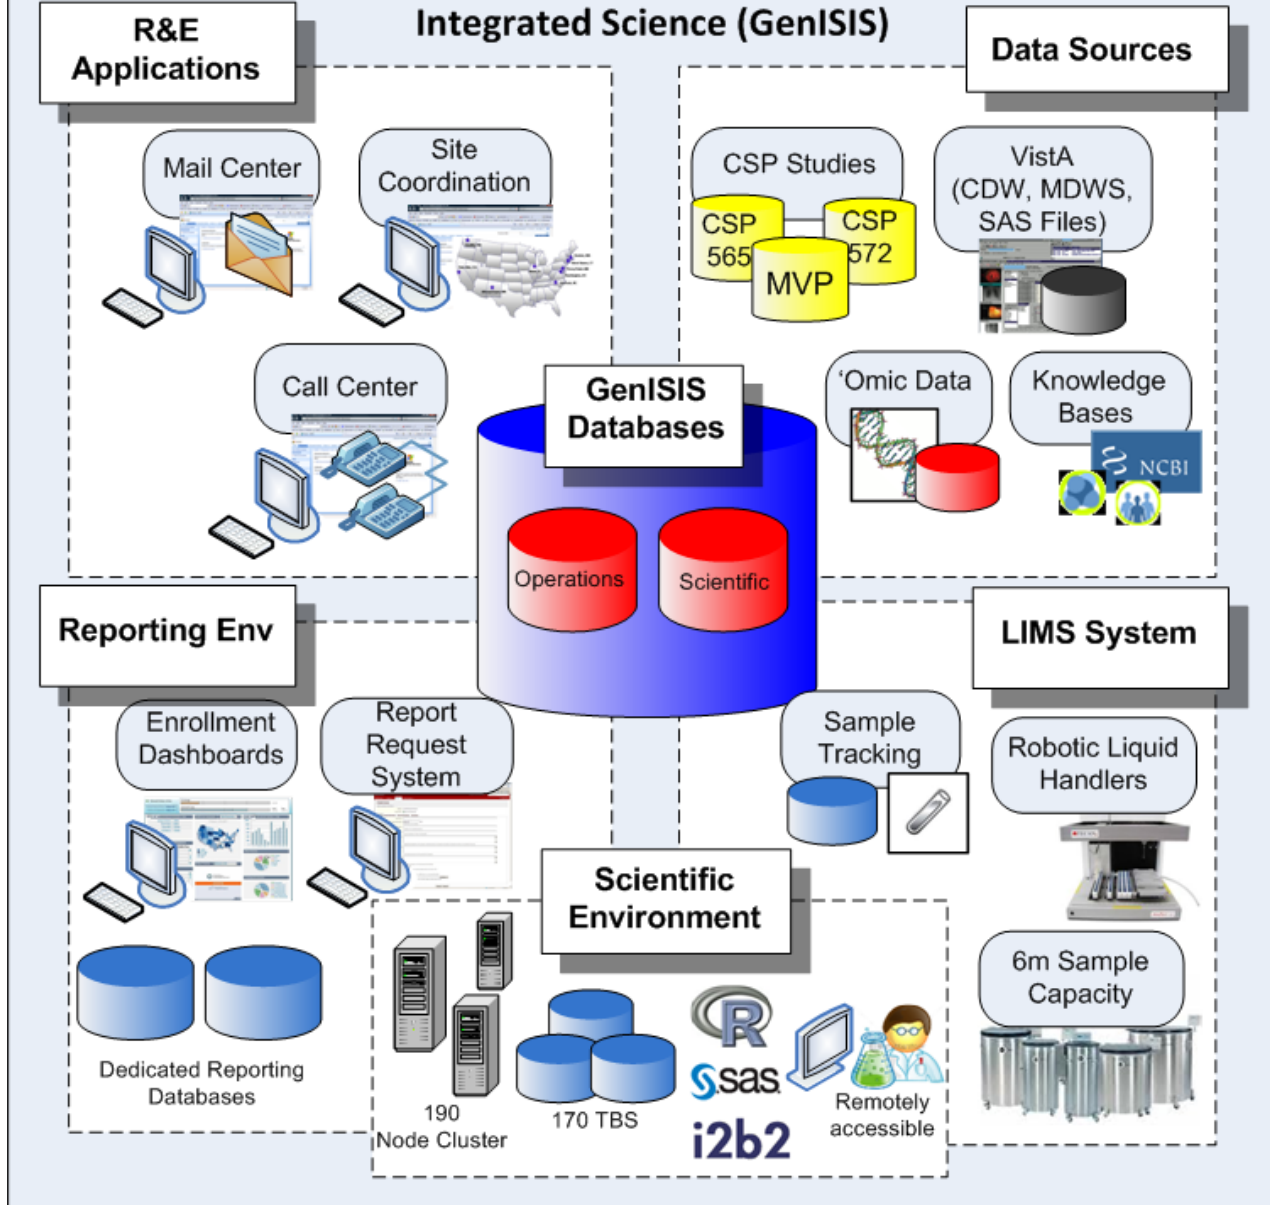 Integrated Science (GenISIS)
R&E
Applications
Data Sources
Mail Center
Site
Coordination
CSP Studies
CSP
565
CSP
572
MVP
VistA
(CDW, MDWS,
SAS Files)
Call Center
GenISIS
Databases
'Omic Data
Knowledge
Bases
NCBI
Operations
Scientific
Reporting Env
LIMS System
Enrollment
Dashboards
Report
Request
System
Sample
Tracking
Robotic Liquid
Handlers
Scientific
Environment
6m Sample
Capacity
R
Dedicated Reporting
Databases
190
Node Cluster
170 TBS
sas
i2b2
Remotely
accessible